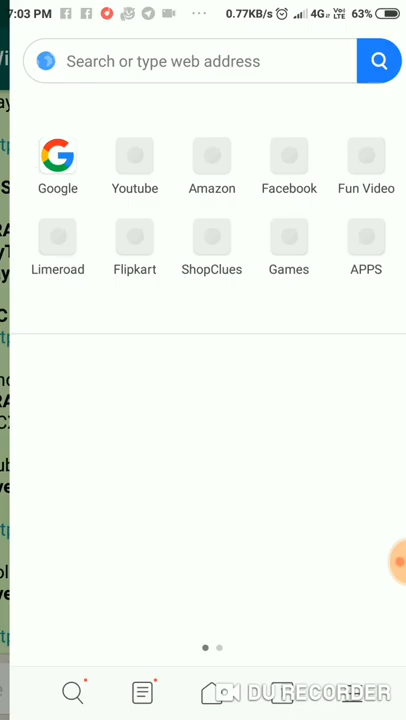 7:03 PM ... 0.77KB/s 4G VoLTE 63%
Search or type web address
Google Youtube Amazon Facebook Fun Video
Limeroad Flipkart ShopClues Games APPS
DU RECORDER